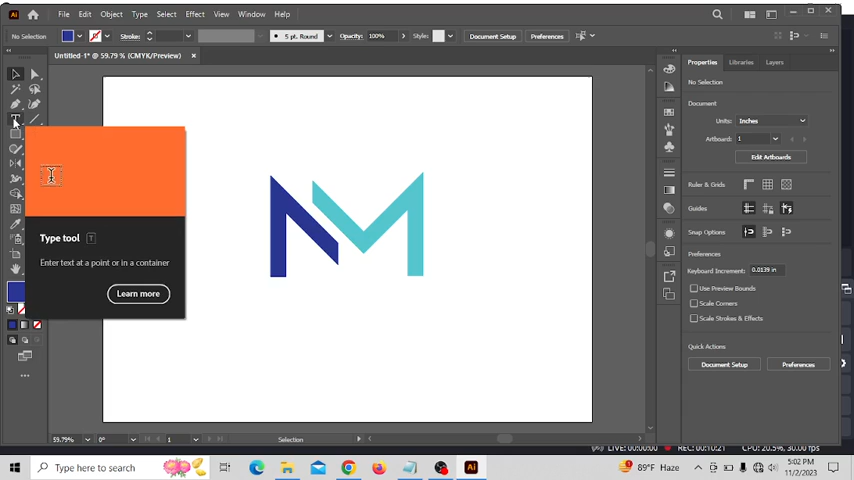 Ai File Edit Object Type Select Effect View Window Help
No Selection Stroke: 5 pt. Round Opacity: 100% Style: Document Setup Preferences
Untitled-1* @ 59.79 % (CMYK/Preview) ×
Properties Libraries Layers
No Selection
Document
Units: Inches
Artboard: 1
Edit Artboards
Ruler & Grids
Guides
Snap Options
Preferences
Keyboard Increment: 0.0139 in
Use Preview Bounds
Scale Corners
Scale Strokes & Effects
Quick Actions
Document Setup Preferences
Type tool T
Enter text at a point or in a container
Learn more
59.79% 0° 1 Selection
LIVE: 00:00:00 REC: 00:10:21 CPU: 20.5%, 30.00 fps
Type here to search
Ai
89°F Haze
5:02 PM
11/2/2023